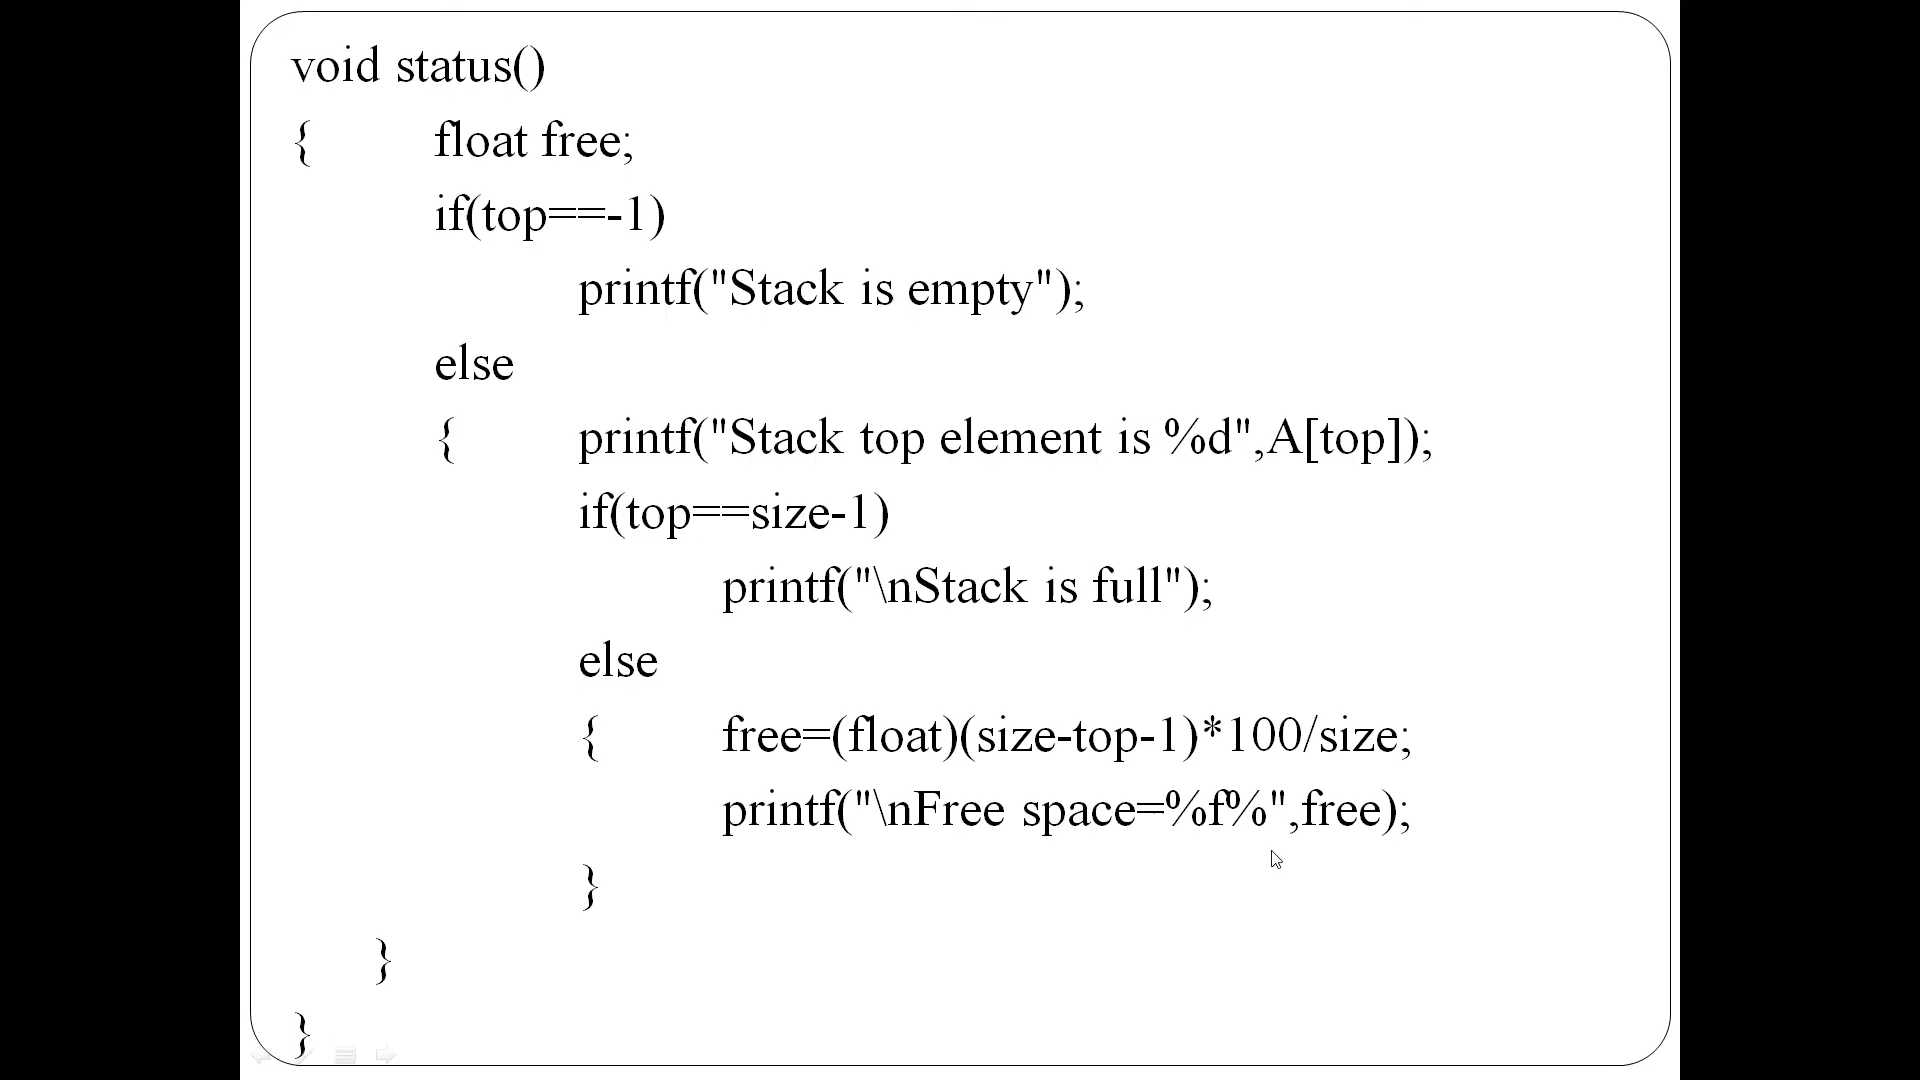 void status()
{ float free;
if(top==-1)
printf("Stack is empty");
else
{ printf("Stack top element is %d",A[top]);
if(top==size-1)
printf("\nStack is full");
else
{ free=(float)(size-top-1)*100/size;
printf("\nFree space=%f%",free);
}
}
}